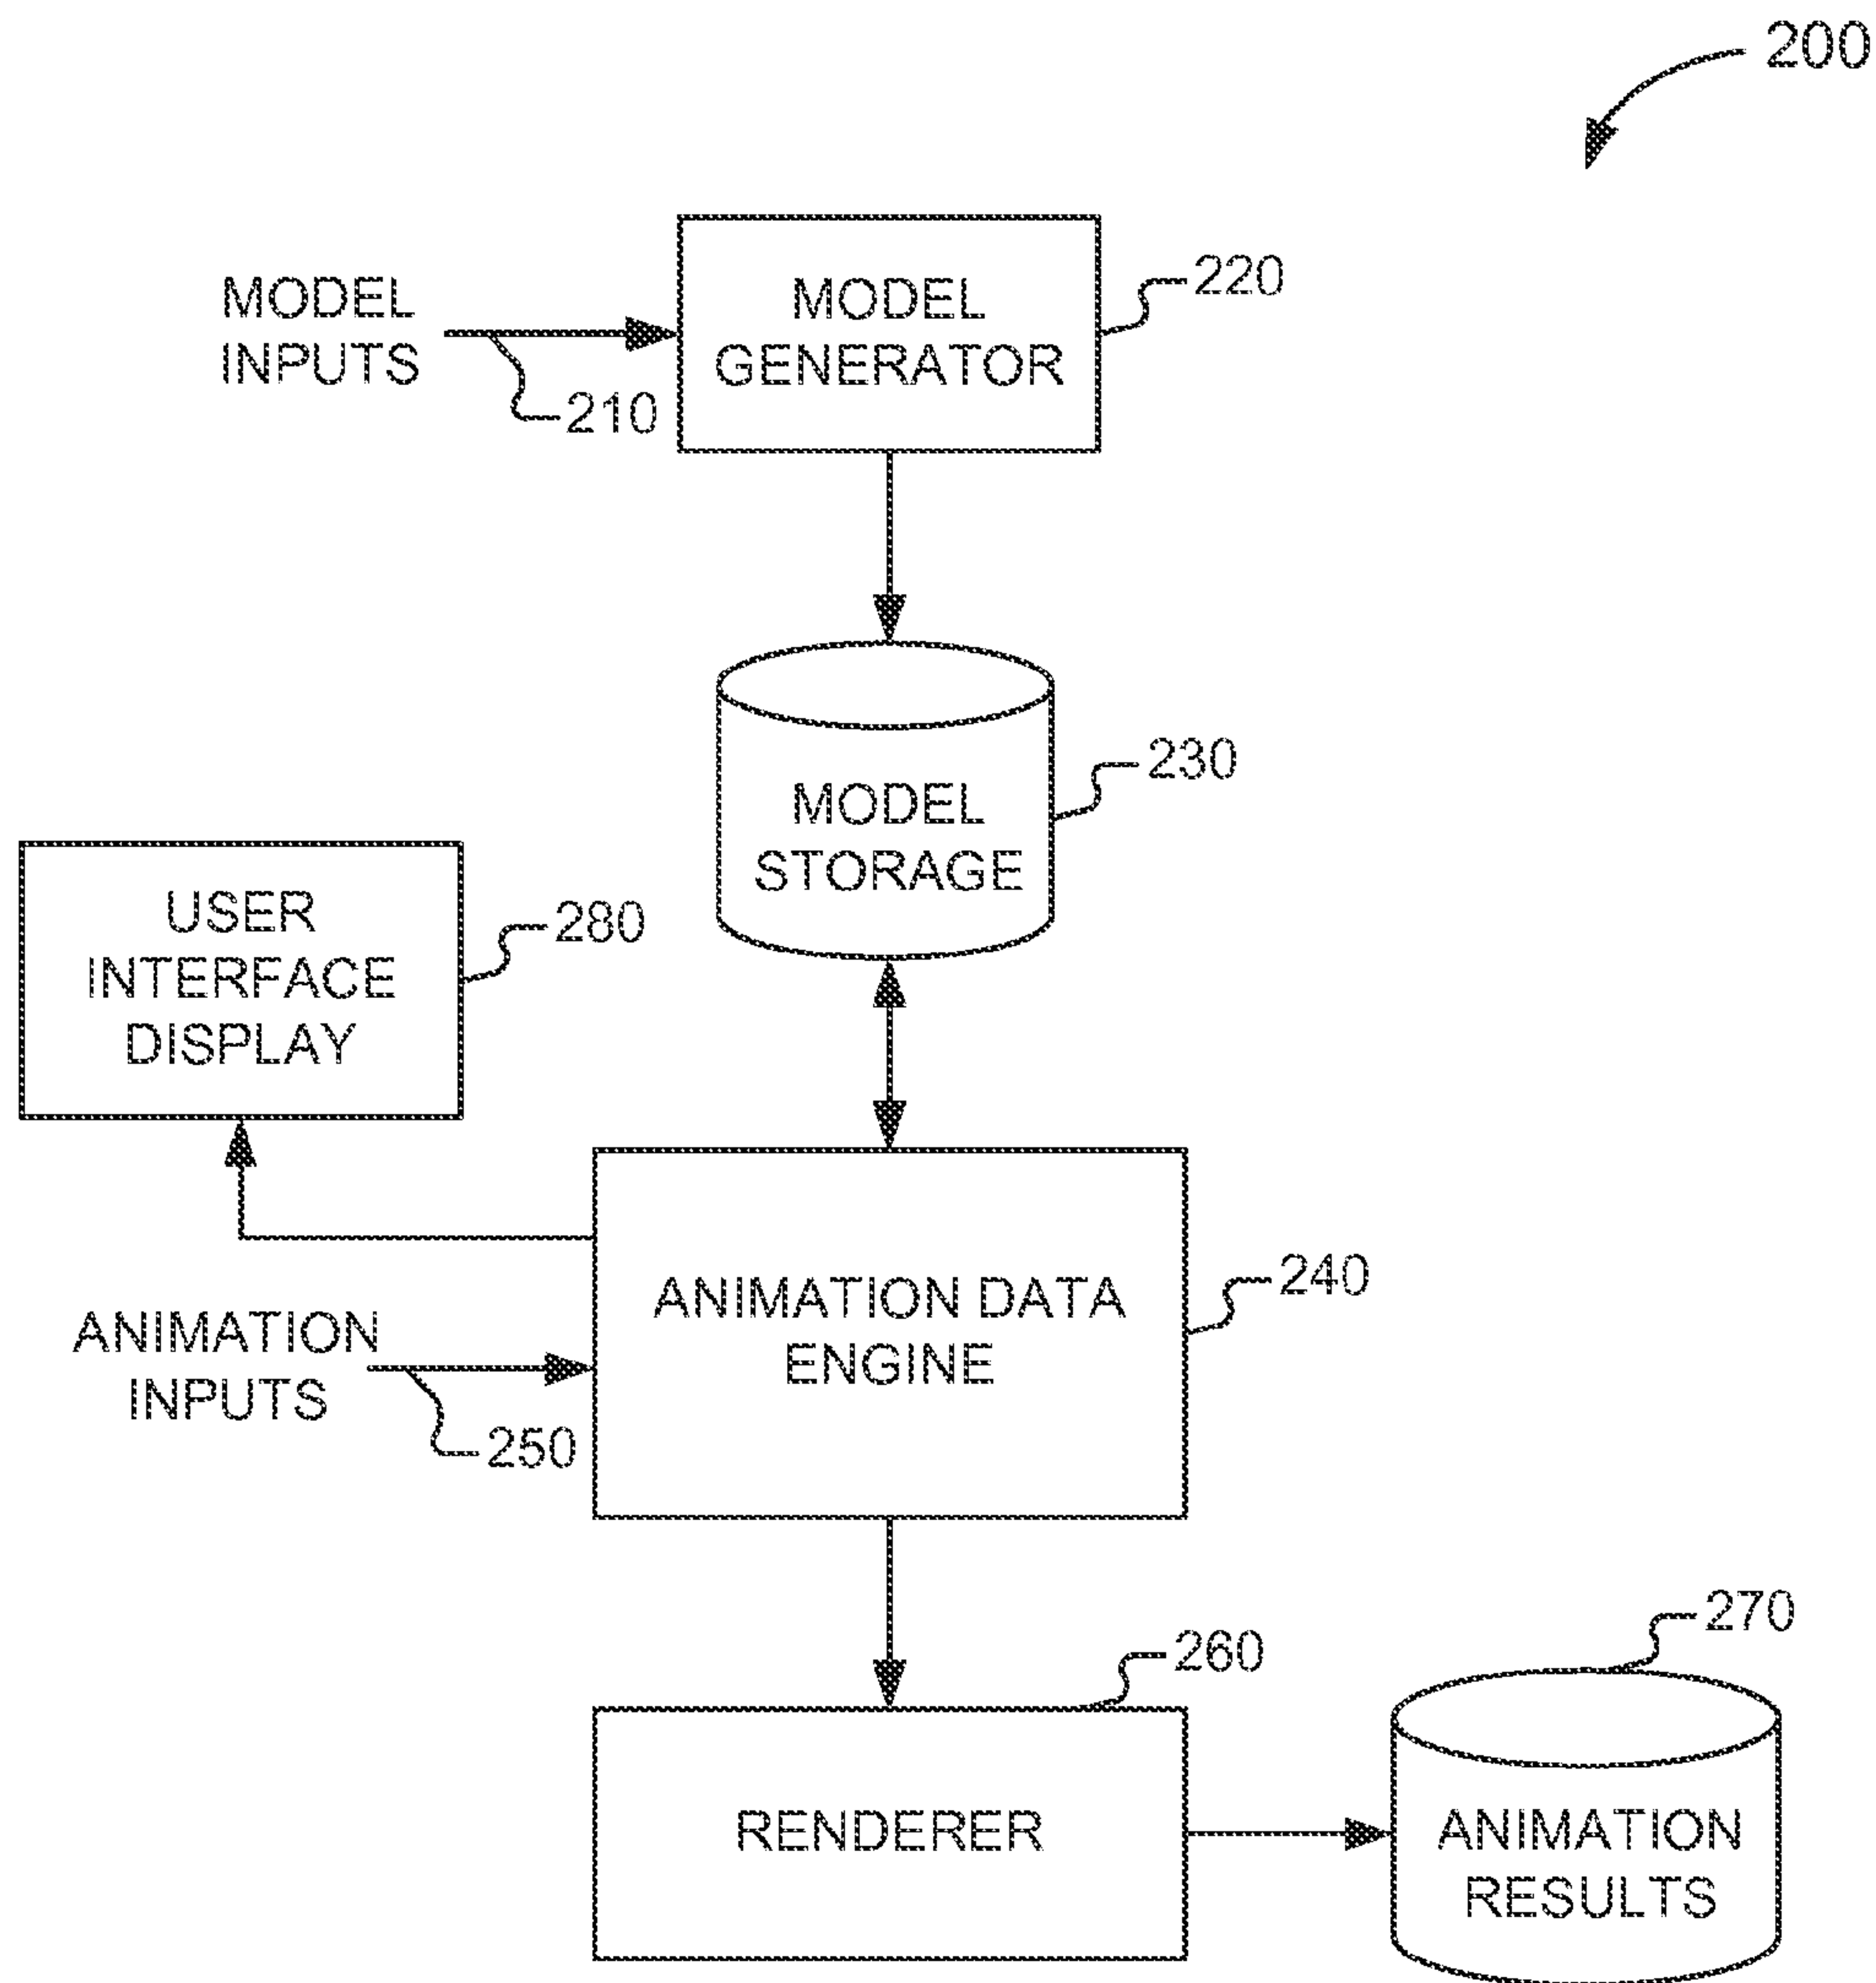 200
MODEL
INPUTS
210
MODEL
GENERATOR
220
MODEL
STORAGE
230
USER
INTERFACE
DISPLAY
280
ANIMATION DATA
ENGINE
240
ANIMATION
INPUTS
250
RENDERER
260
ANIMATION
RESULTS
270